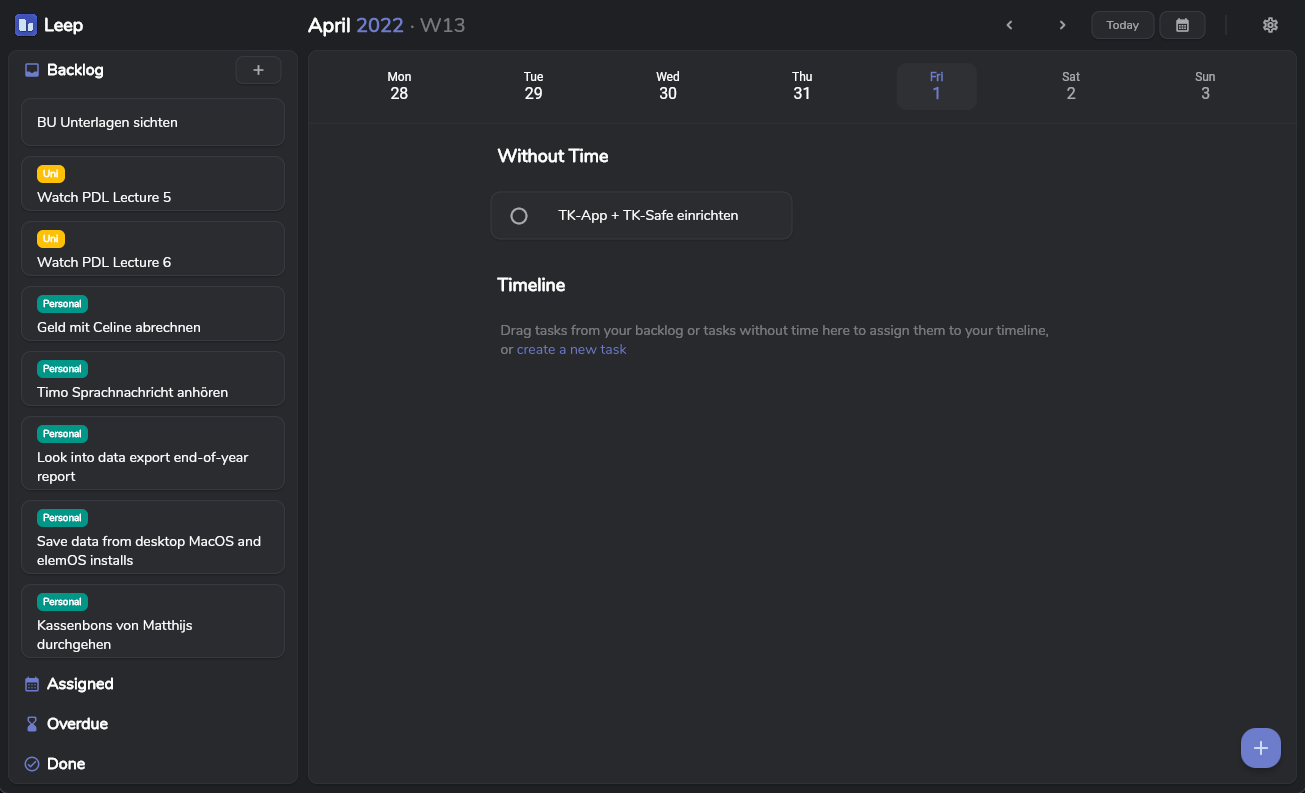 Leep
April 2022 · W13
Today
Backlog
BU Unterlagen sichten
Uni
Watch PDL Lecture 5
Uni
Watch PDL Lecture 6
Personal
Geld mit Celine abrechnen
Personal
Timo Sprachnachricht anhören
Personal
Look into data export end-of-year
report
Personal
Save data from desktop MacOS and
elemOS installs
Personal
Kassenbons von Matthijs
durchgehen
Assigned
Overdue
Done
Mon Tue Wed Thu Fri Sat Sun
28 29 30 31 1 2 3
Without Time
TK-App + TK-Safe einrichten
Timeline
Drag tasks from your backlog or tasks without time here to assign them to your timeline,
or create a new task